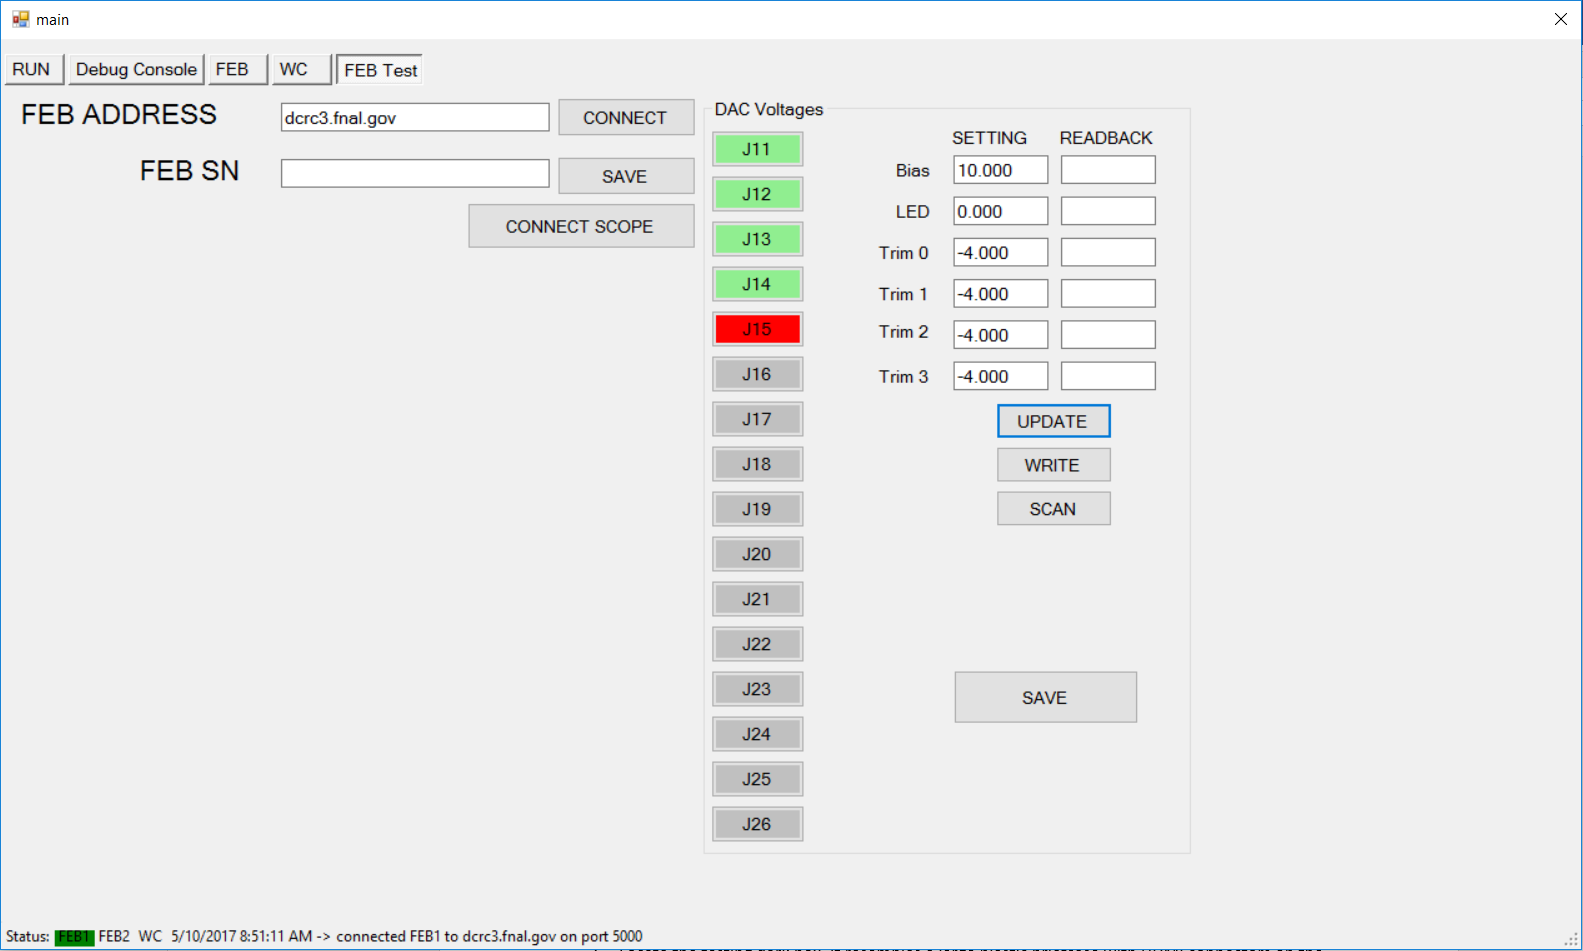 main
RUN Debug Console FEB WC FEB Test
FEB ADDRESS dcrc3.fnal.gov CONNECT
FEB SN SAVE
CONNECT SCOPE
DAC Voltages
J11
J12
J13
J14
J15
J16
J17
J18
J19
J20
J21
J22
J23
J24
J25
J26
SETTING READBACK
Bias 10.000
LED 0.000
Trim 0 -4.000
Trim 1 -4.000
Trim 2 -4.000
Trim 3 -4.000
UPDATE
WRITE
SCAN
SAVE
Status: FEB1 FEB2 WC 5/10/2017 8:51:11 AM -> connected FEB1 to dcrc3.fnal.gov on port 5000